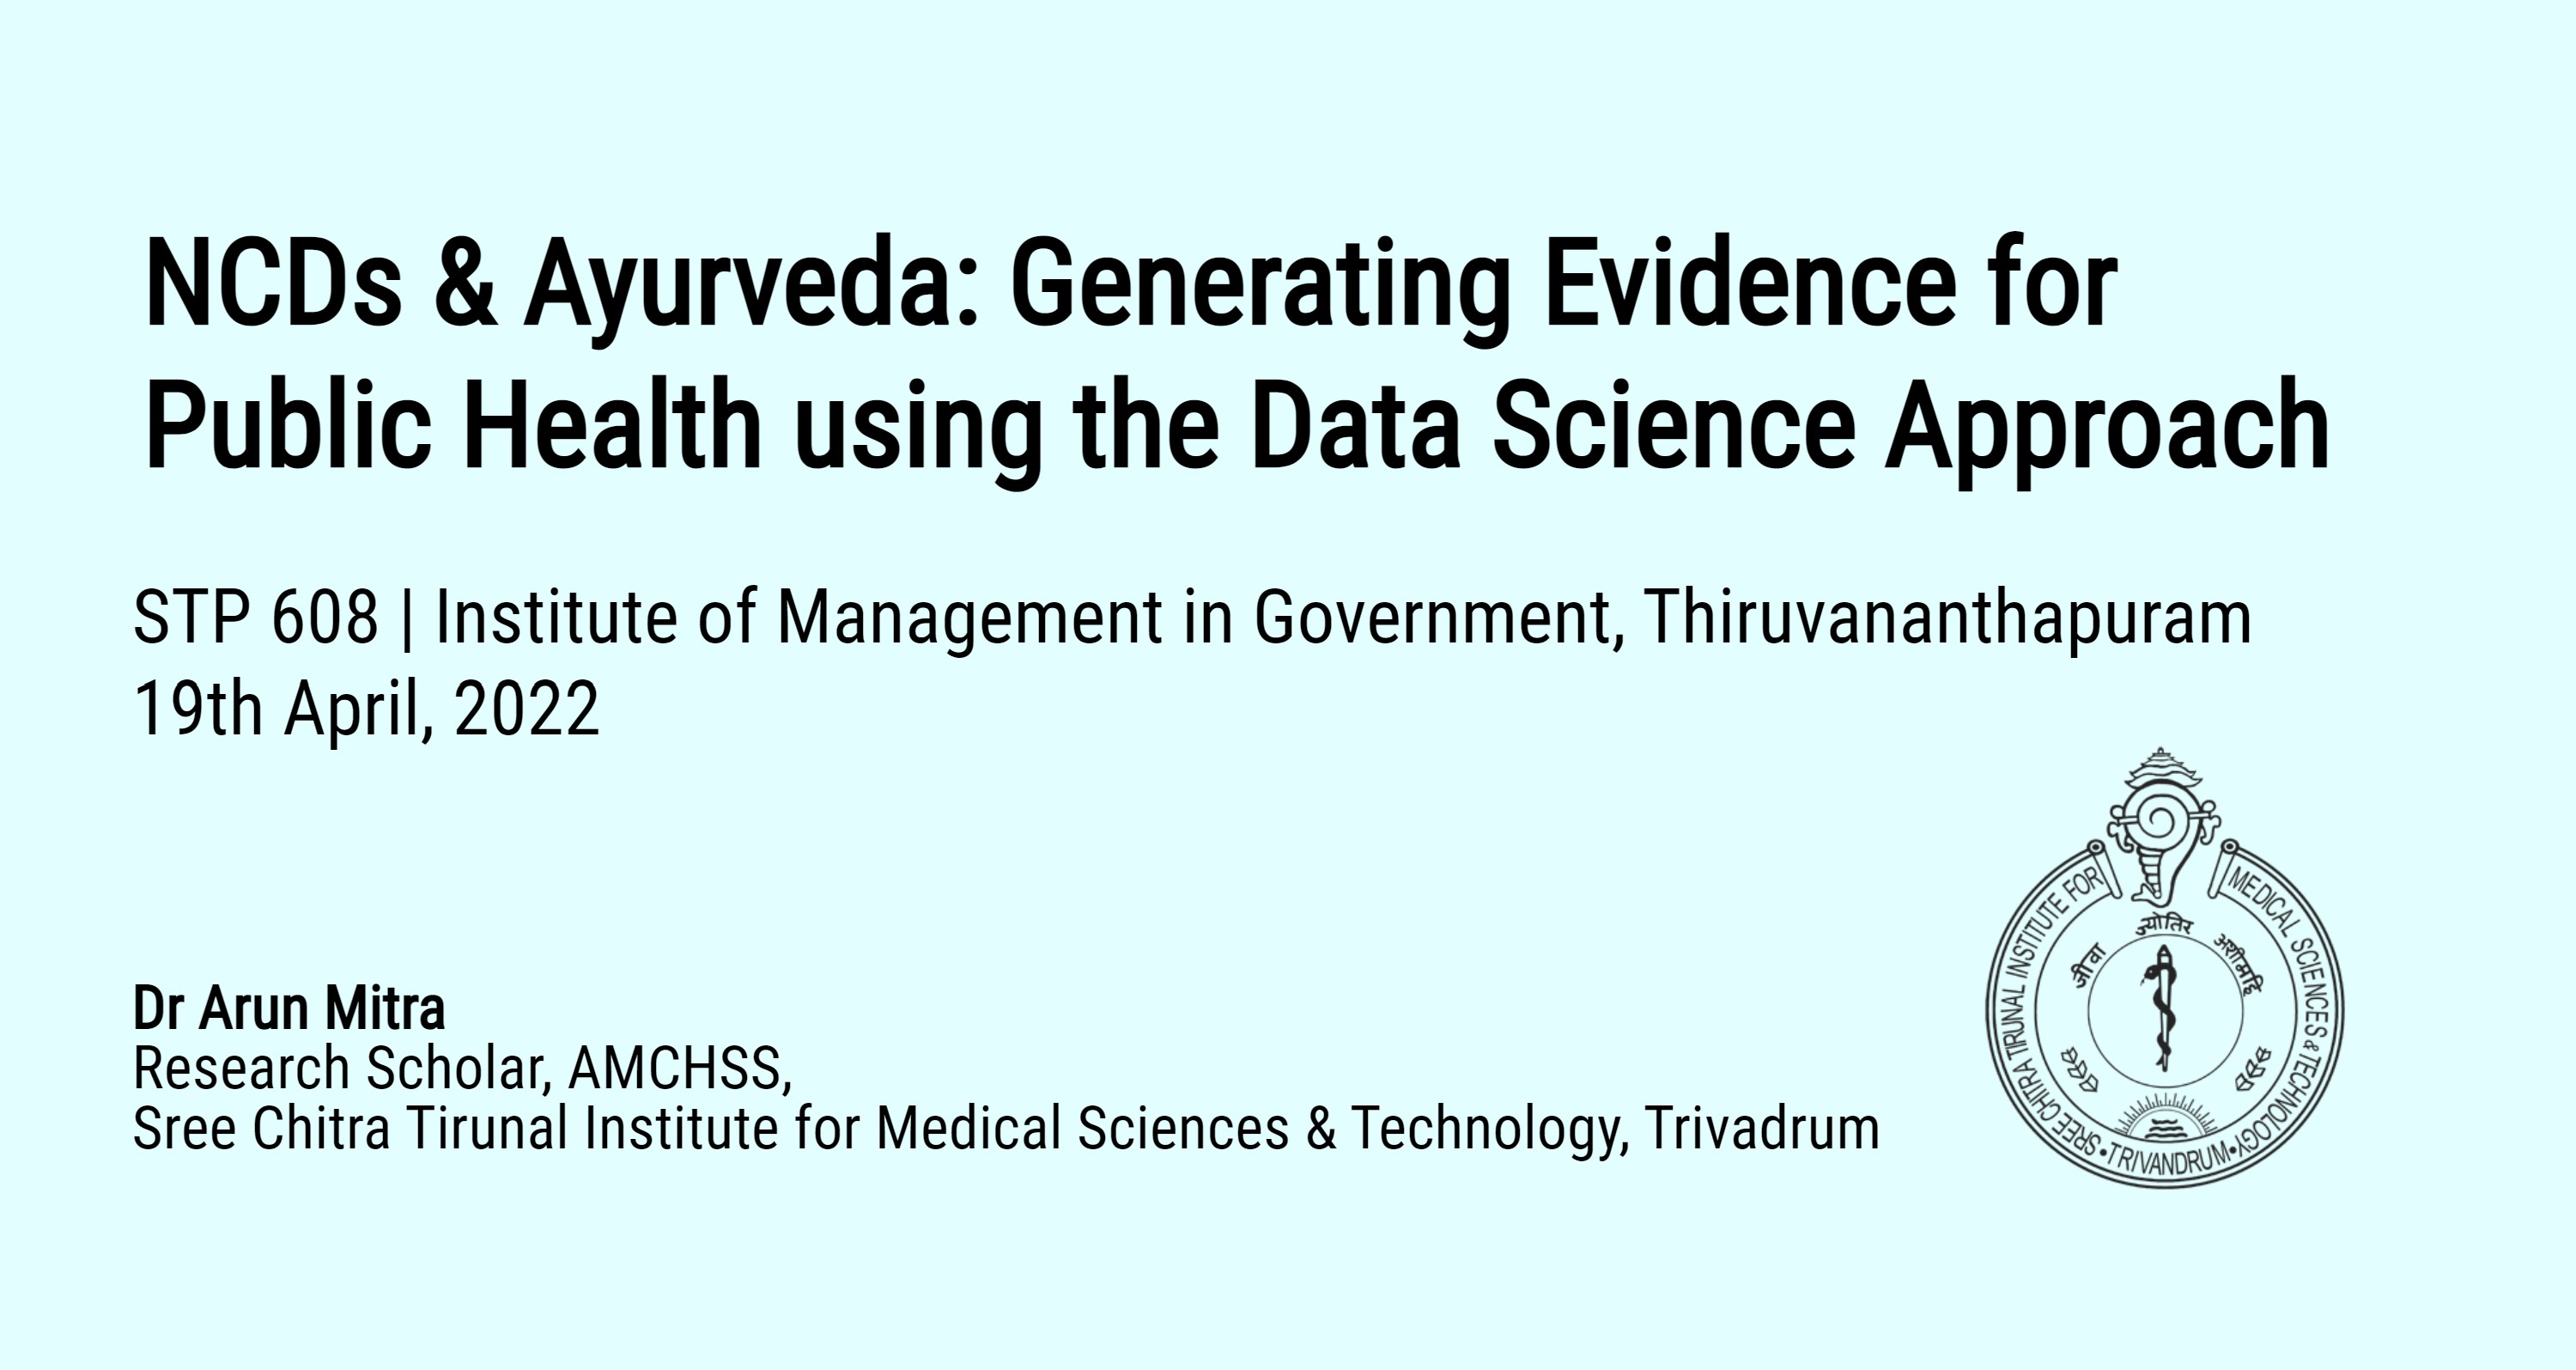 NCDs & Ayurveda: Generating Evidence for
Public Health using the Data Science Approach
STP 608 | Institute of Management in Government, Thiruvananthapuram
19th April, 2022
Dr Arun Mitra
Research Scholar, AMCHSS,
Sree Chitra Tirunal Institute for Medical Sciences & Technology, Trivadrum
SREE CHITRA TIRUNAL INSTITUTE FOR MEDICAL SCIENCES & TECHNOLOGY
• TRIVANDRUM •
जीवा ज्योतिर अशीमहि